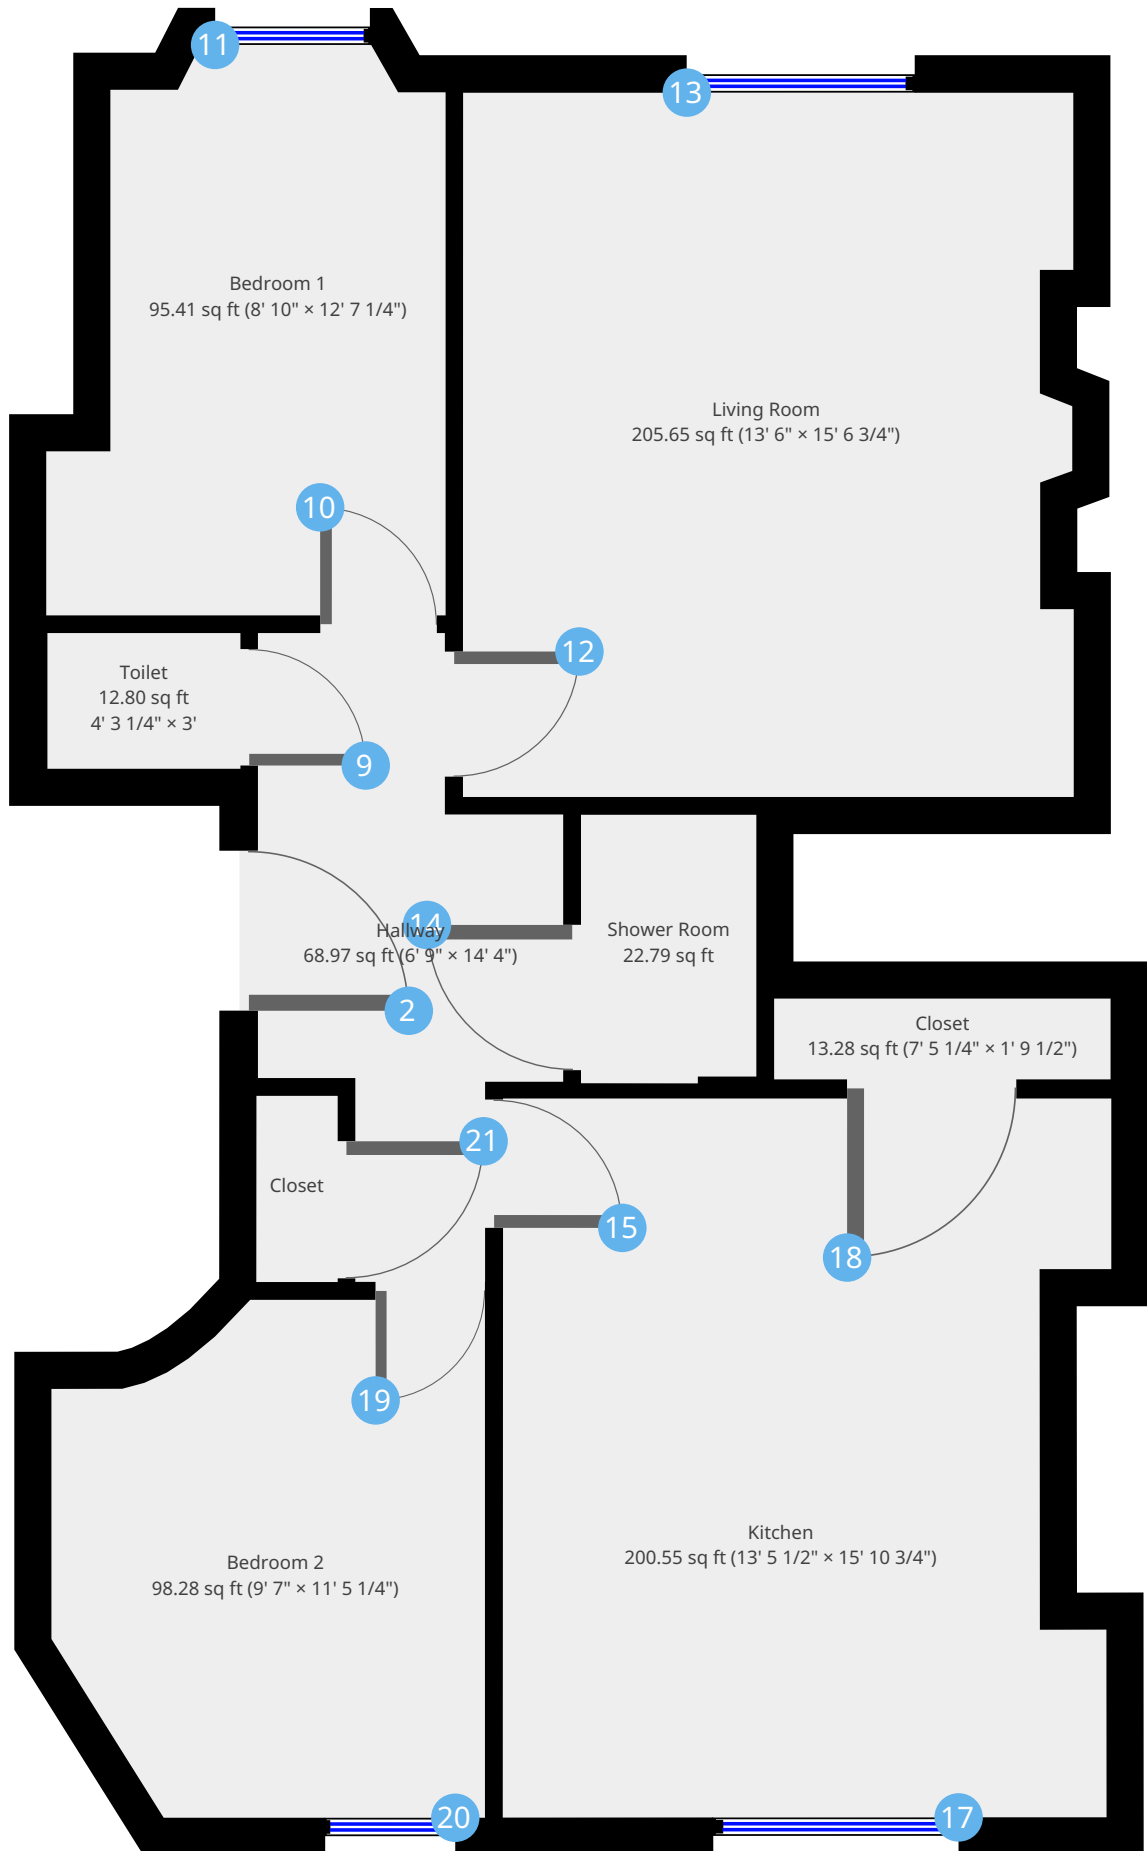 11
13
Bedroom 1
95.41 sq ft (8' 10" × 12' 7 1/4")
Living Room
205.65 sq ft (13' 6" × 15' 6 3/4")
10
12
Toilet
12.80 sq ft
4' 3 1/4" × 3'
9
14
Hallway
68.97 sq ft (6' 9" × 14' 4")
Shower Room
22.79 sq ft
2
Closet
13.28 sq ft (7' 5 1/4" × 1' 9 1/2")
21
Closet
15
18
19
Kitchen
200.55 sq ft (13' 5 1/2" × 15' 10 3/4")
Bedroom 2
98.28 sq ft (9' 7" × 11' 5 1/4")
20
17